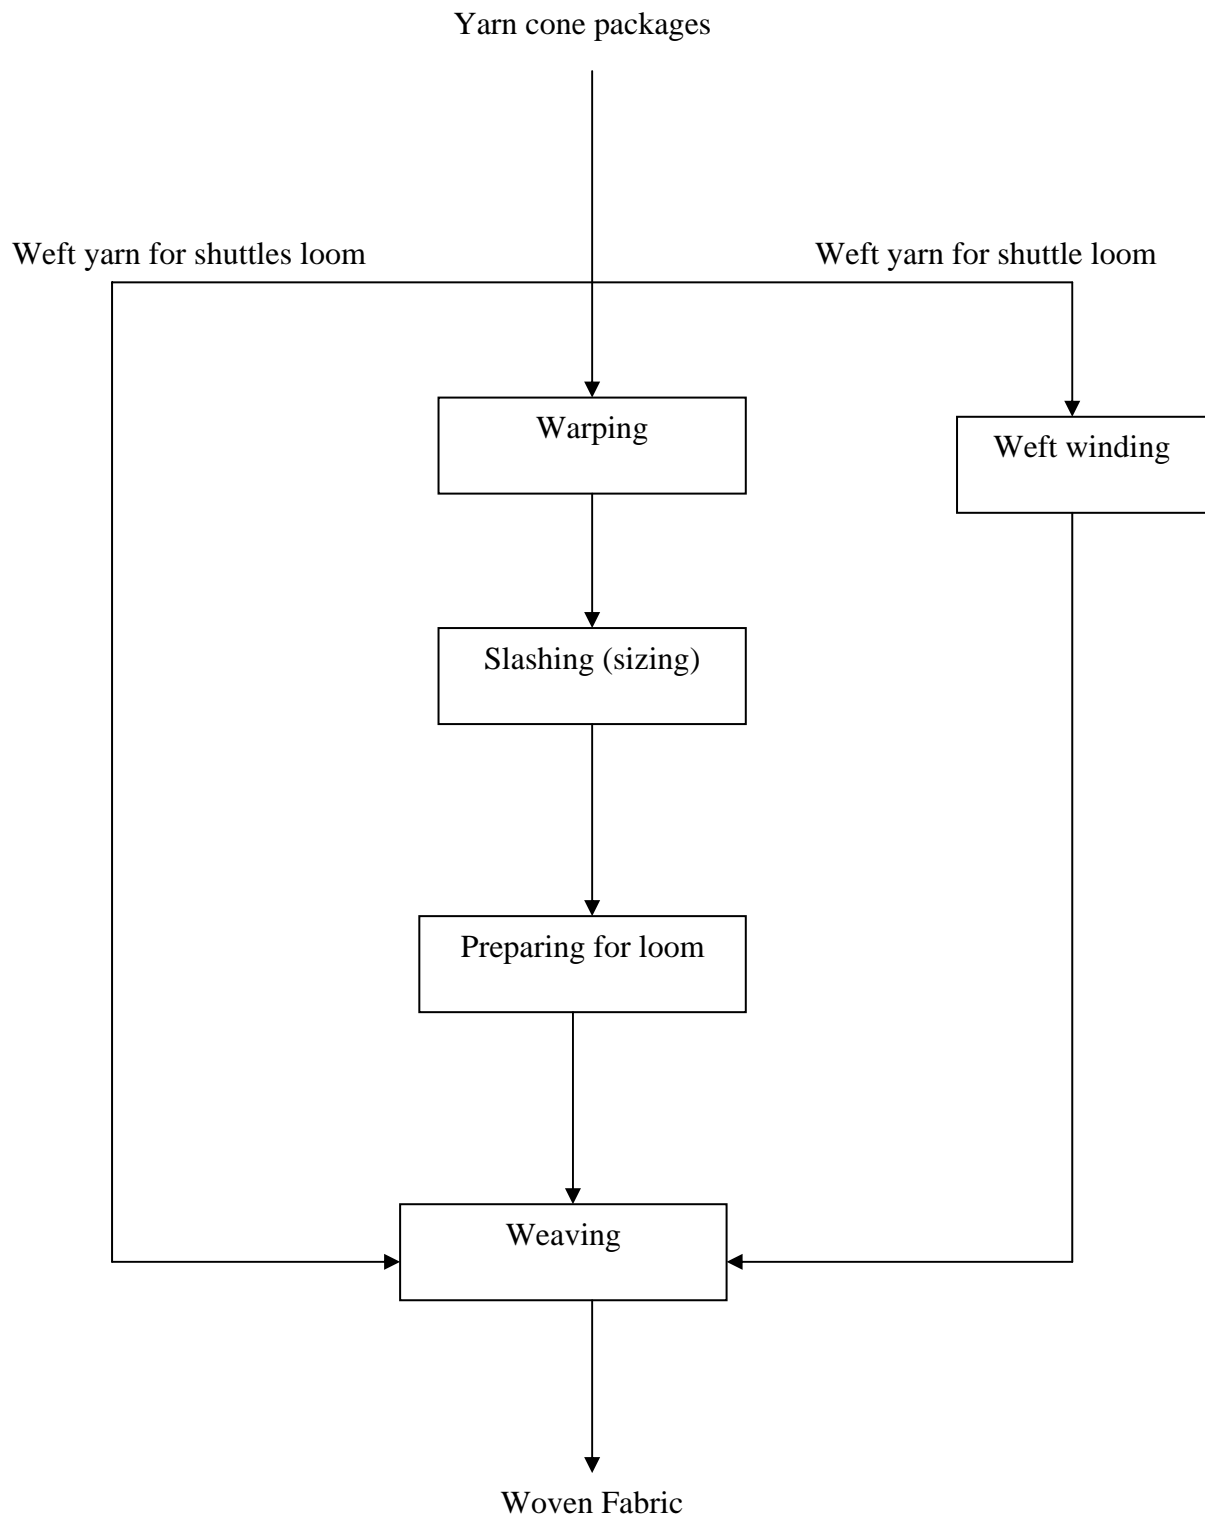 Yarn cone packages
Weft yarn for shuttles loom
Weft yarn for shuttle loom
Warping
Weft winding
Slashing (sizing)
Preparing for loom
Weaving
Woven Fabric